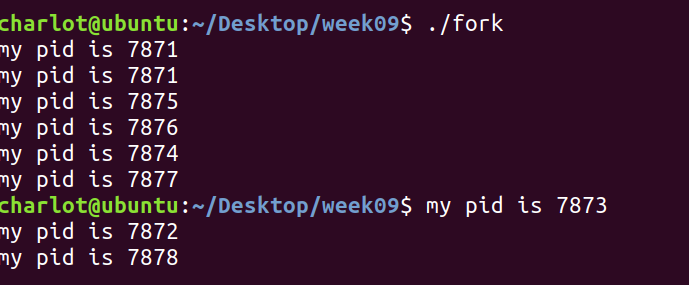 charlot@ubuntu:~/Desktop/week09$ ./fork
my pid is 7871
my pid is 7871
my pid is 7875
my pid is 7876
my pid is 7874
my pid is 7877
charlot@ubuntu:~/Desktop/week09$ my pid is 7873
my pid is 7872
my pid is 7878